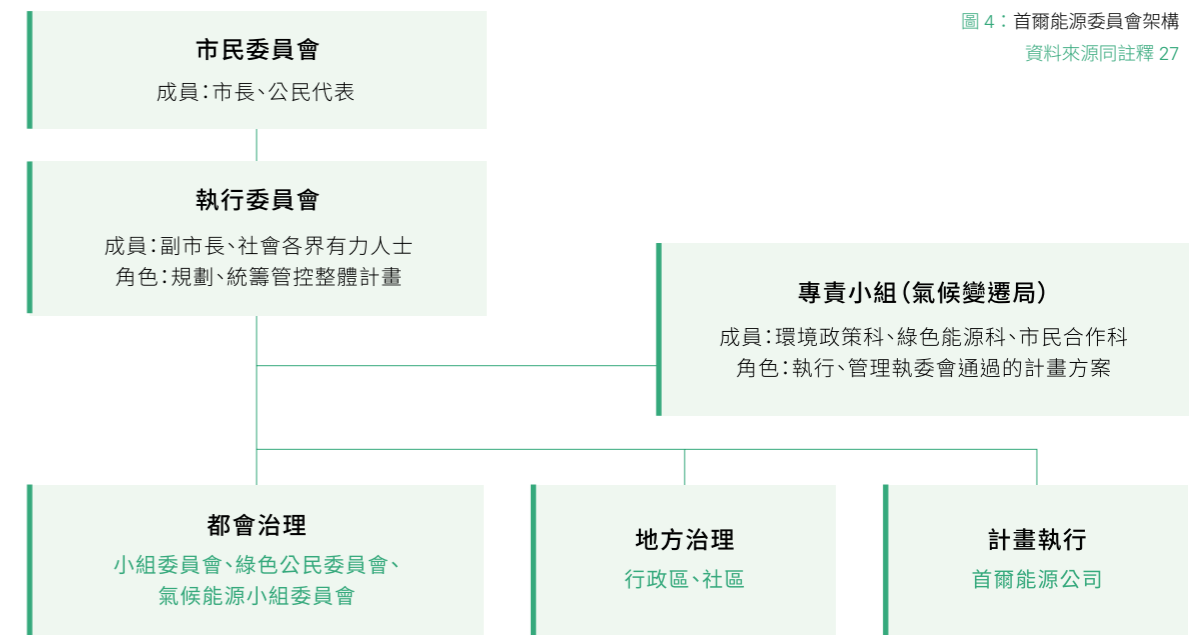 圖 4：首爾能源委員會架構
資料來源同註釋 27
市民委員會
成員：市長、公民代表
執行委員會
成員：副市長、社會各界有力人士
角色：規劃、統籌管控整體計畫
專責小組（氣候變遷局）
成員：環境政策科、綠色能源科、市民合作科
角色：執行、管理執委會通過的計畫方案
都會治理
小組委員會、綠色公民委員會、
氣候能源小組委員會
地方治理
行政區、社區
計畫執行
首爾能源公司